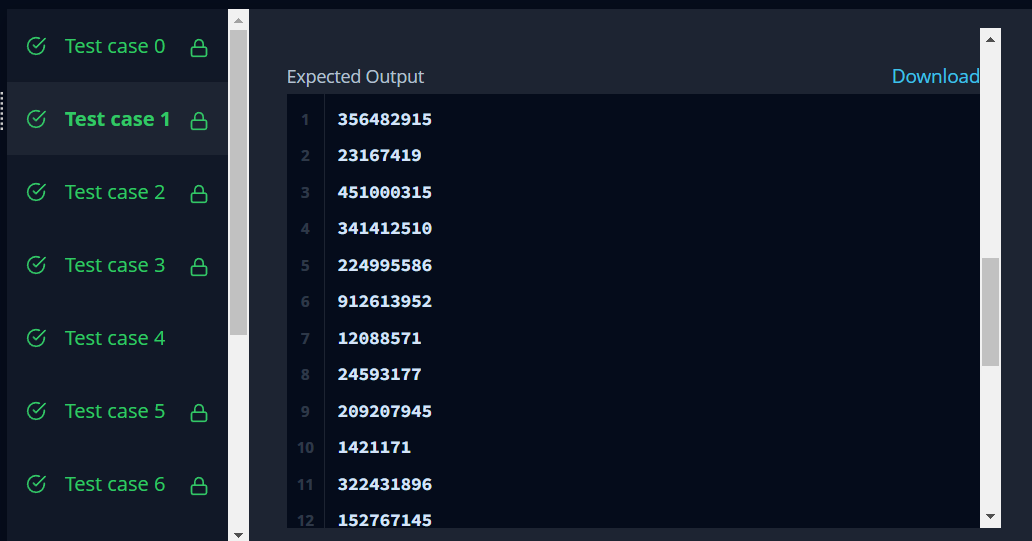 Test case 0
Test case 1
Test case 2
Test case 3
Test case 4
Test case 5
Test case 6
Expected Output
Download
1 356482915
2 23167419
3 451000315
4 341412510
5 224995586
6 912613952
7 12088571
8 24593177
9 209207945
10 1421171
11 322431896
12 152767145